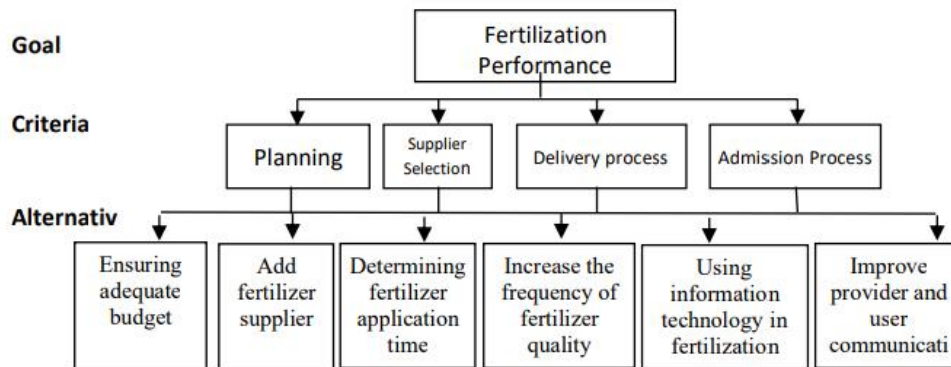 Goal
Fertilization
Performance
Criteria
Planning
Supplier
Selection
Delivery process
Admission Process
Alternativ
Ensuring
adequate
budget
Add
fertilizer
supplier
Determining
fertilizer
application
time
Increase the
frequency of
fertilizer
quality
Using
information
technology in
fertilization
Improve
provider and
user
communicati